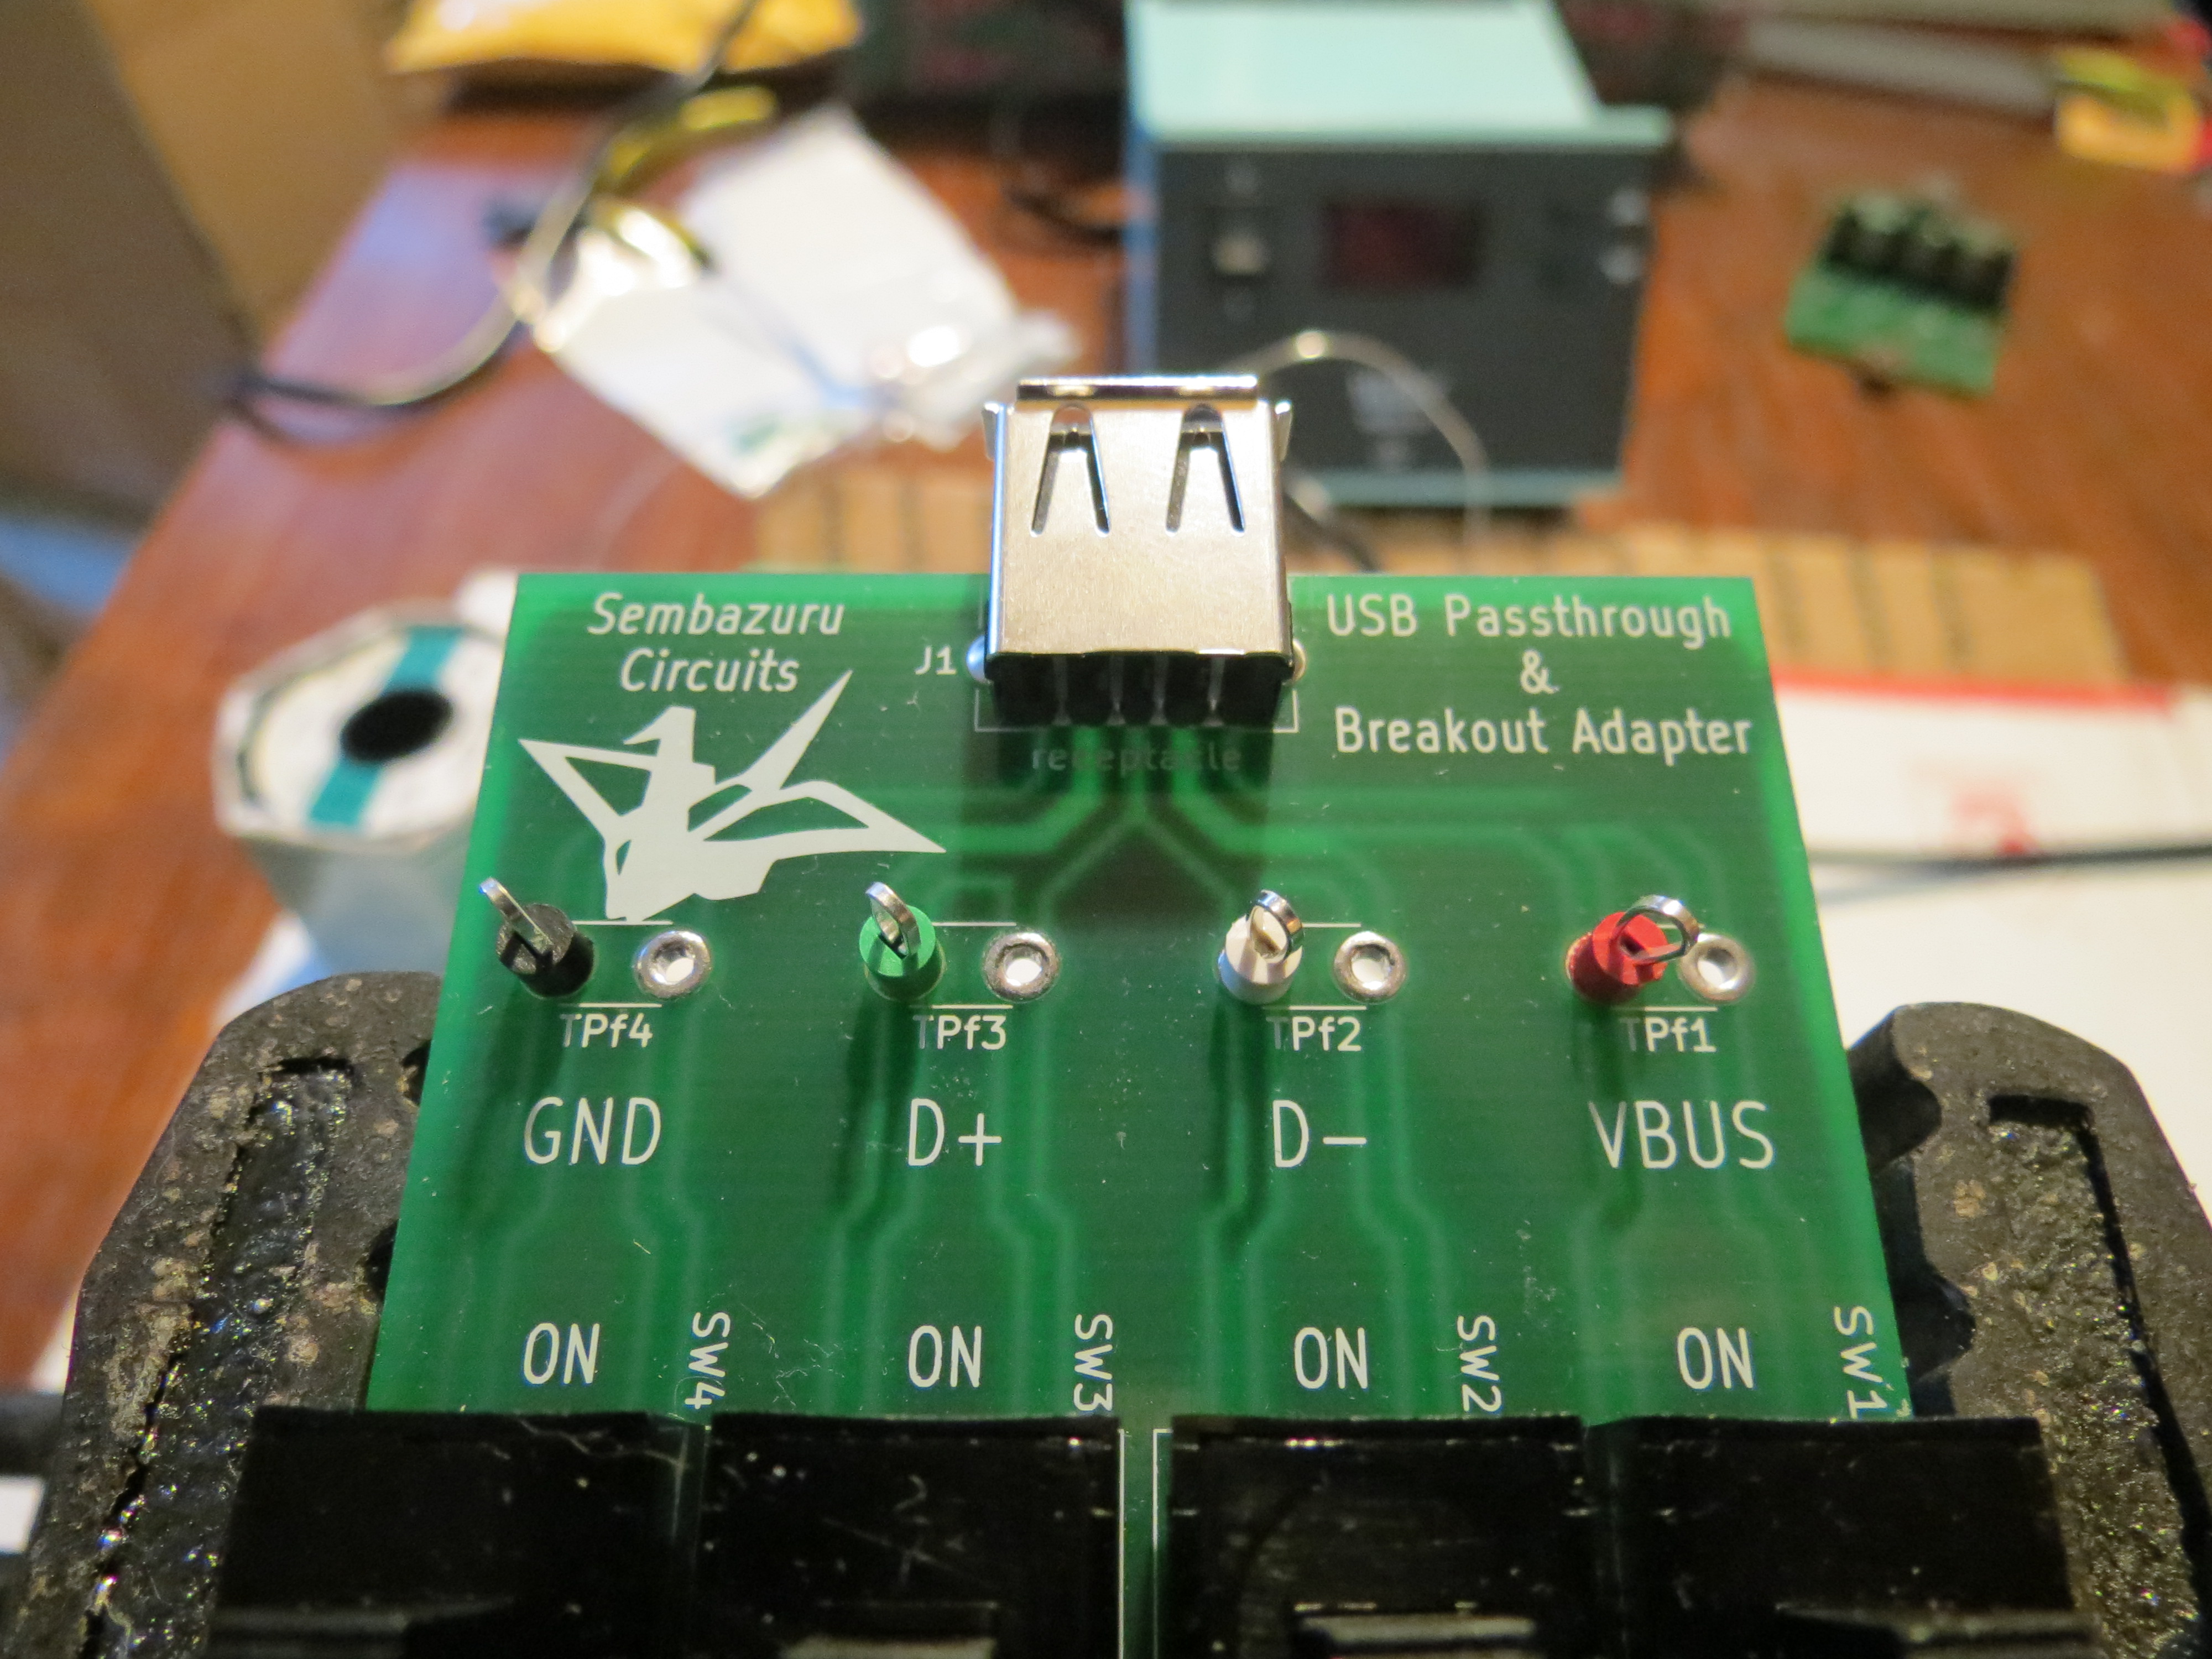 Sembazuru
Circuits
J1
USB Passthrough
&
Breakout Adapter
receptacle
TPf4
TPf3
TPf2
TPf1
GND
D+
D-
VBUS
ON
SW4
ON
SW3
ON
SW2
ON
SW1